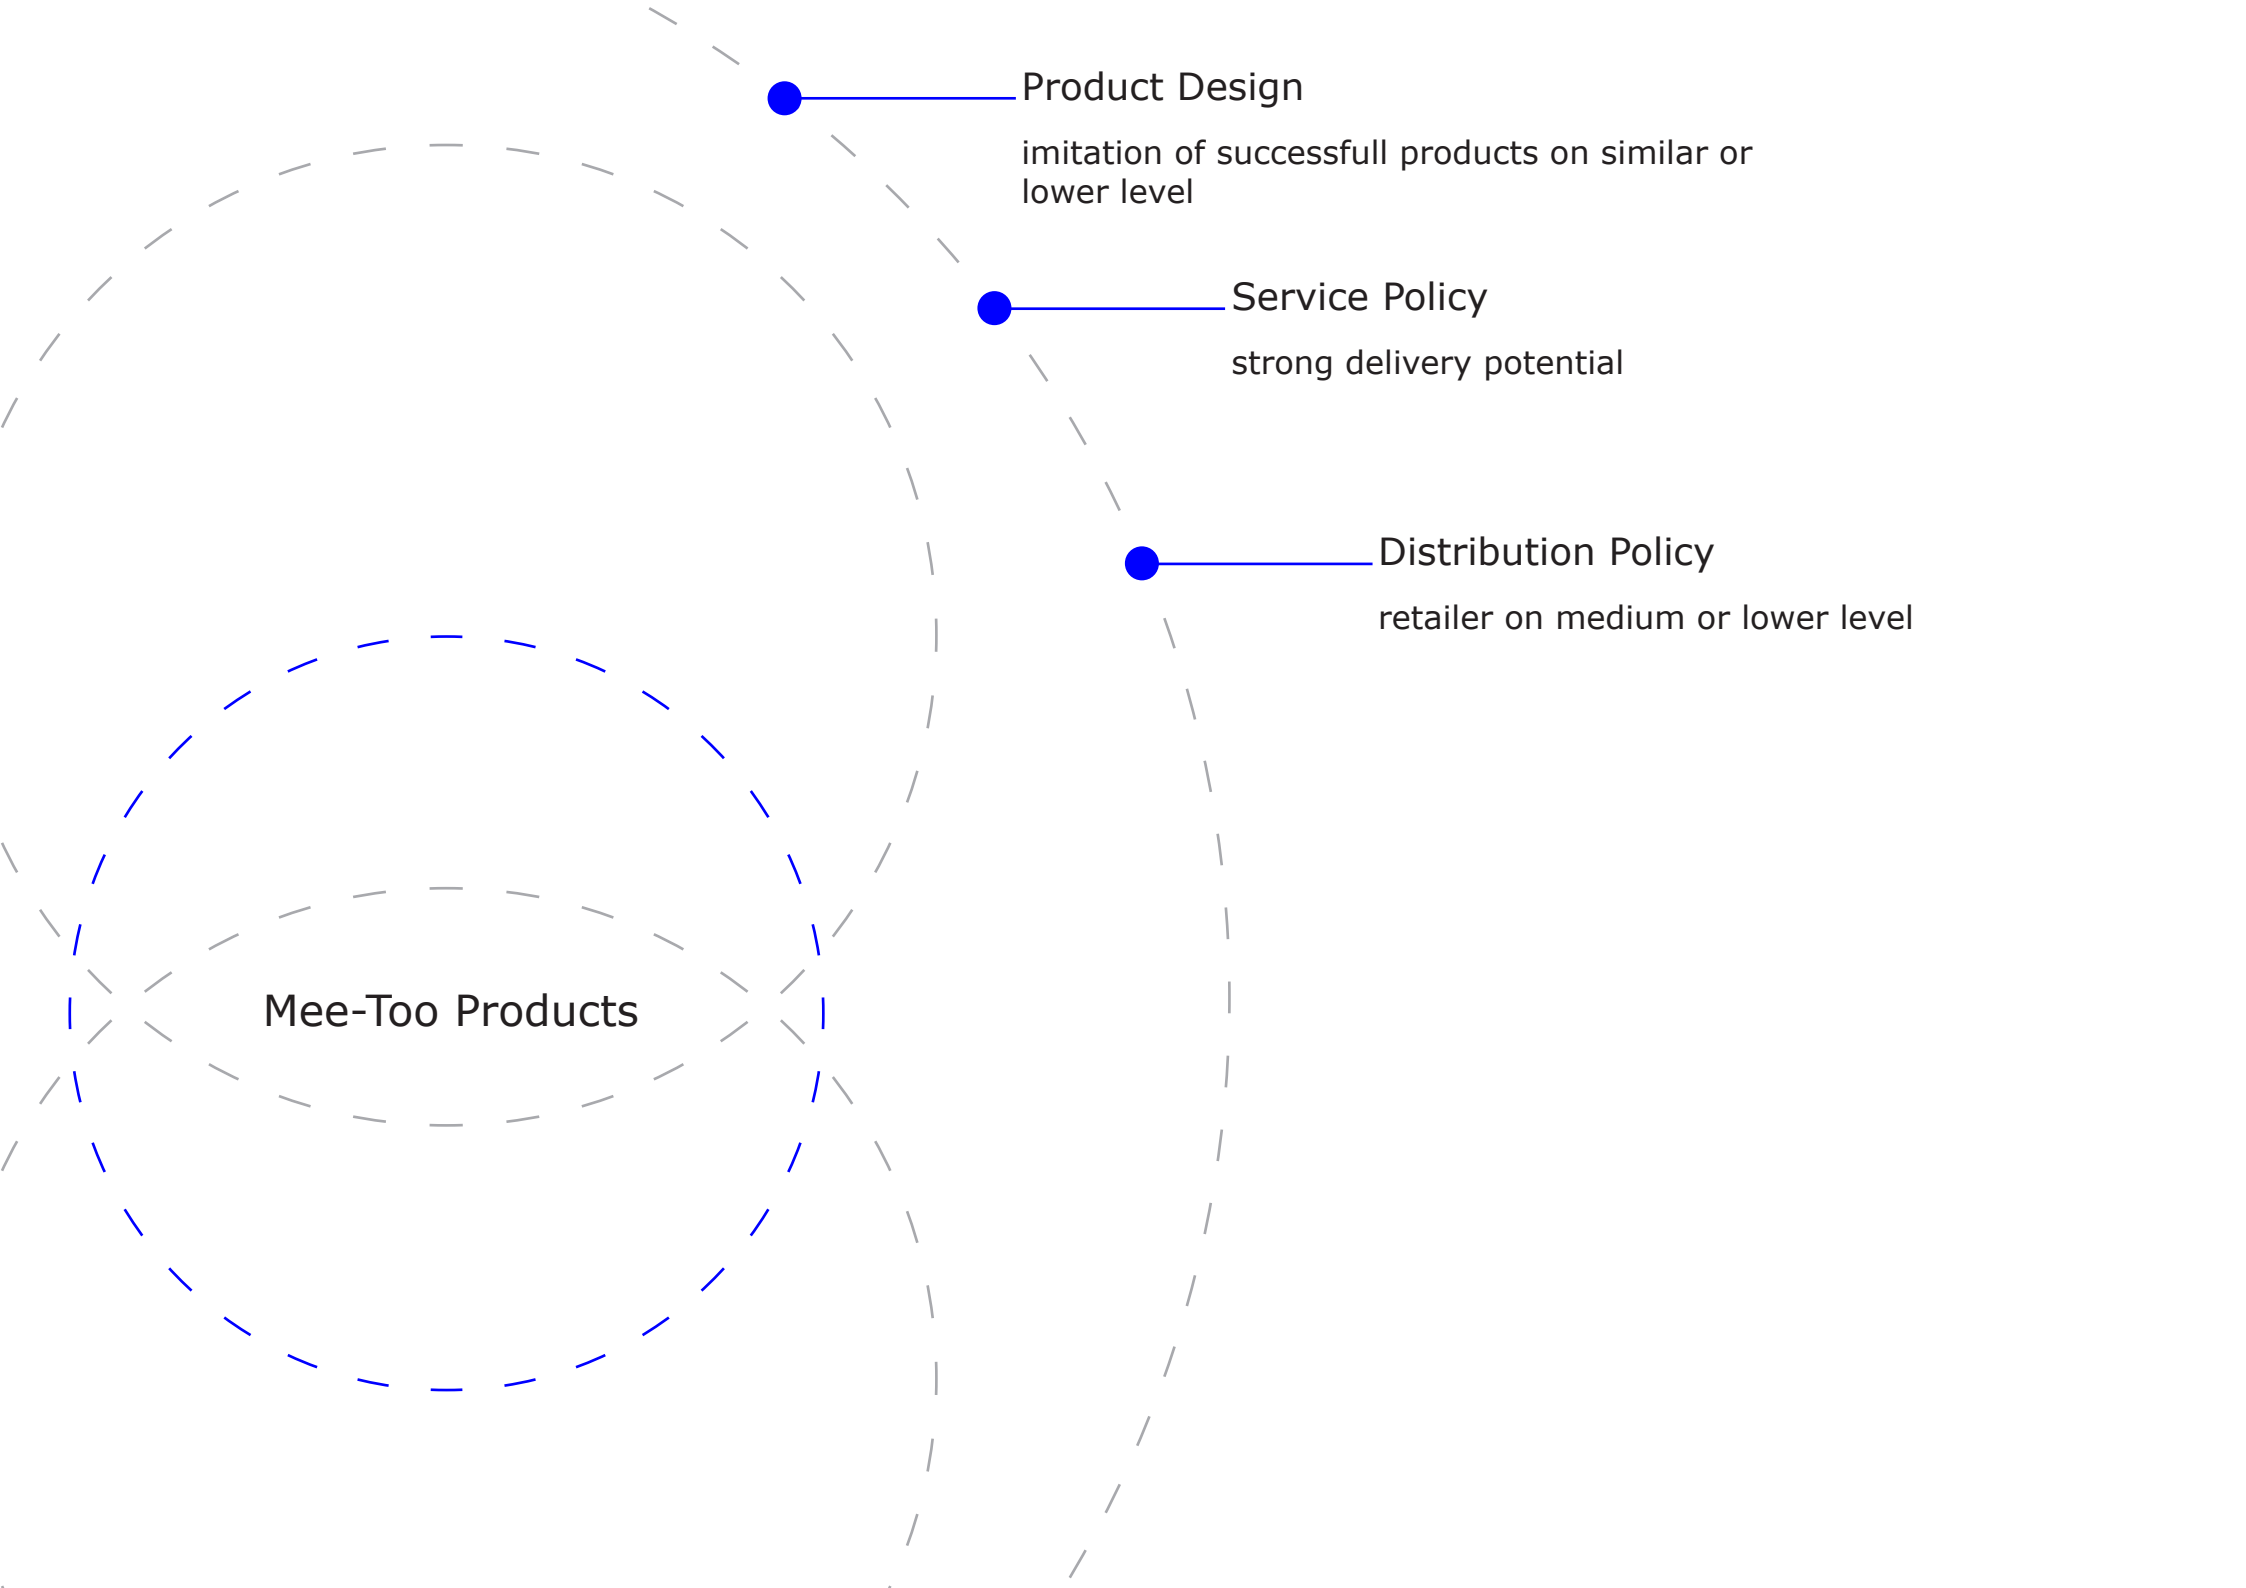 Product Design
imitation of successfull products on similar or
lower level
Service Policy
strong delivery potential
Distribution Policy
retailer on medium or lower level
Mee-Too Products